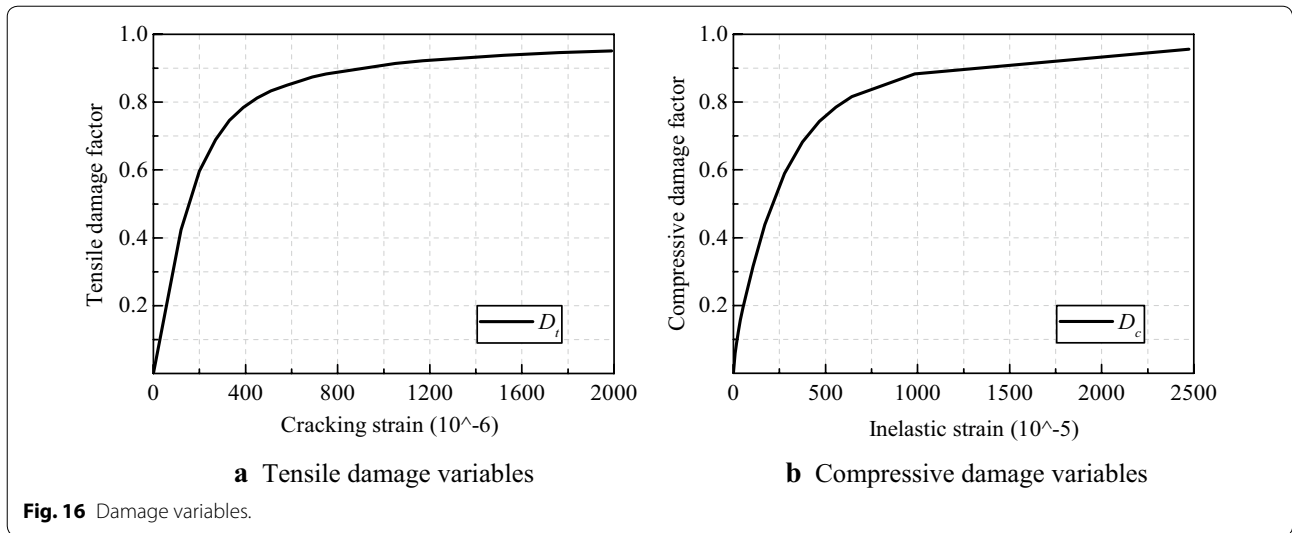 1.0
0.8
0.6
0.4
0.2
Tensile damage factor
D_t
0 400 800 1200 1600 2000
Cracking strain (10^-6)
a Tensile damage variables
1.0
0.8
0.6
0.4
0.2
Compressive damage factor
D_c
0 500 1000 1500 2000 2500
Inelastic strain (10^-5)
b Compressive damage variables
Fig. 16 Damage variables.